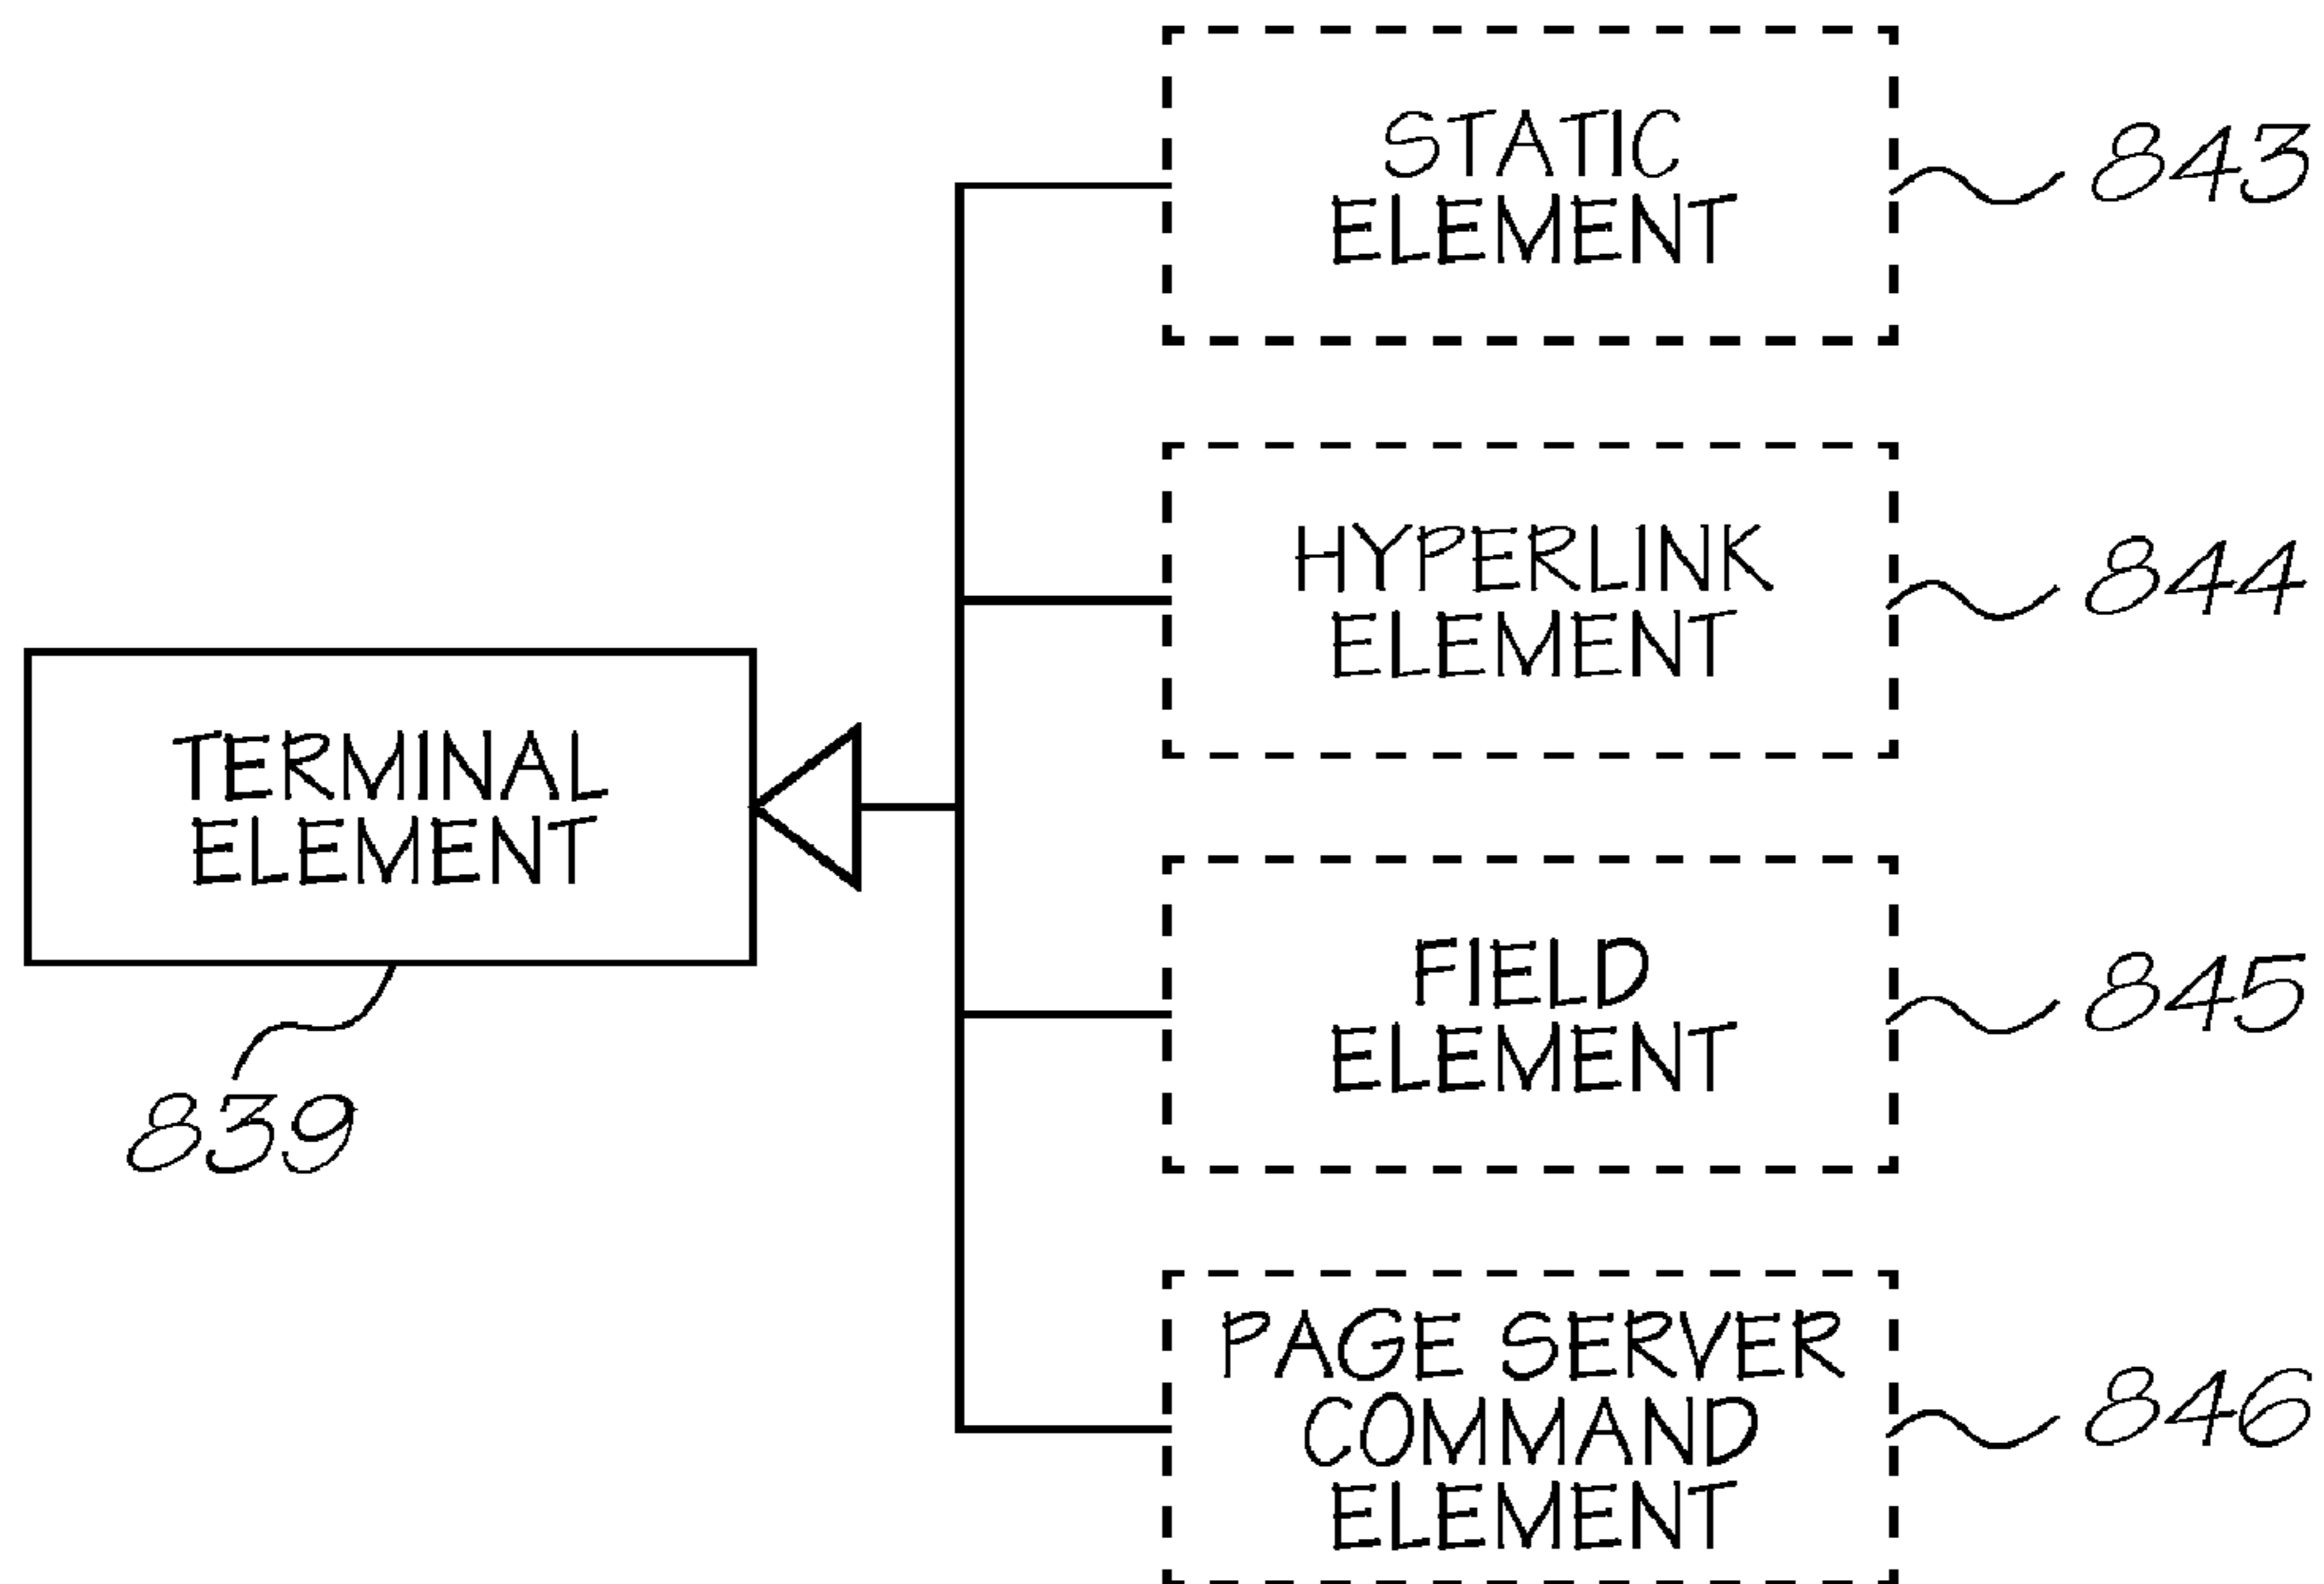 STATIC
ELEMENT
843
HYPERLINK
ELEMENT
844
TERMINAL
ELEMENT
839
FIELD
ELEMENT
845
PAGE SERVER
COMMAND
ELEMENT
846